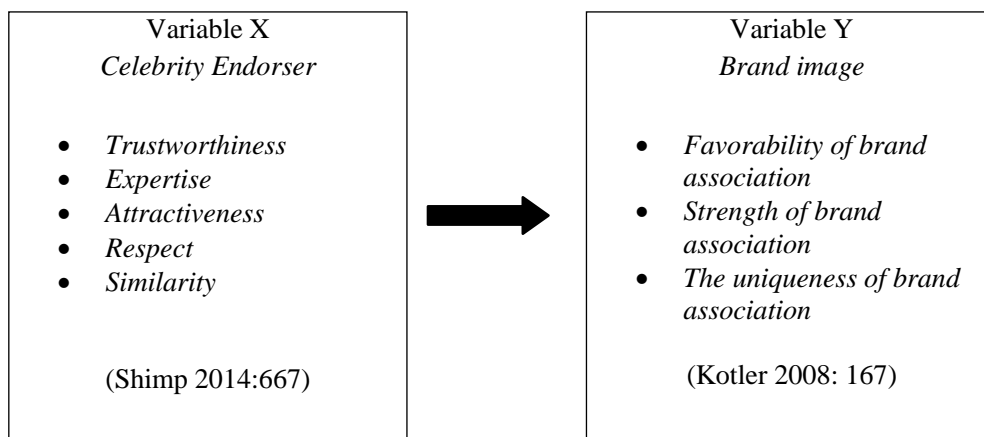 Variable X
Celebrity Endorser
• Trustworthiness
• Expertise
• Attractiveness
• Respect
• Similarity
(Shimp 2014:667)
Variable Y
Brand image
• Favorability of brand
association
• Strength of brand
association
• The uniqueness of brand
association
(Kotler 2008: 167)